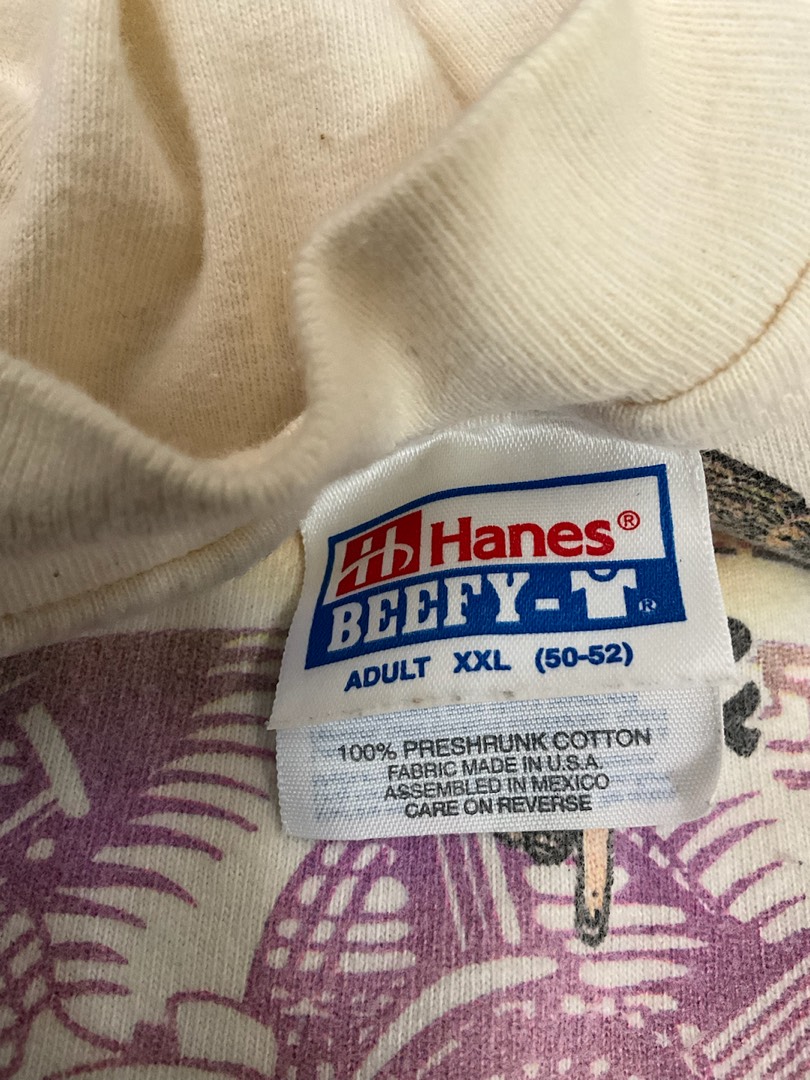 Hanes®
BEEFY-T®
ADULT XXL (50-52)
100% PRESHRUNK COTTON
FABRIC MADE IN U.S.A.
ASSEMBLED IN MEXICO
CARE ON REVERSE